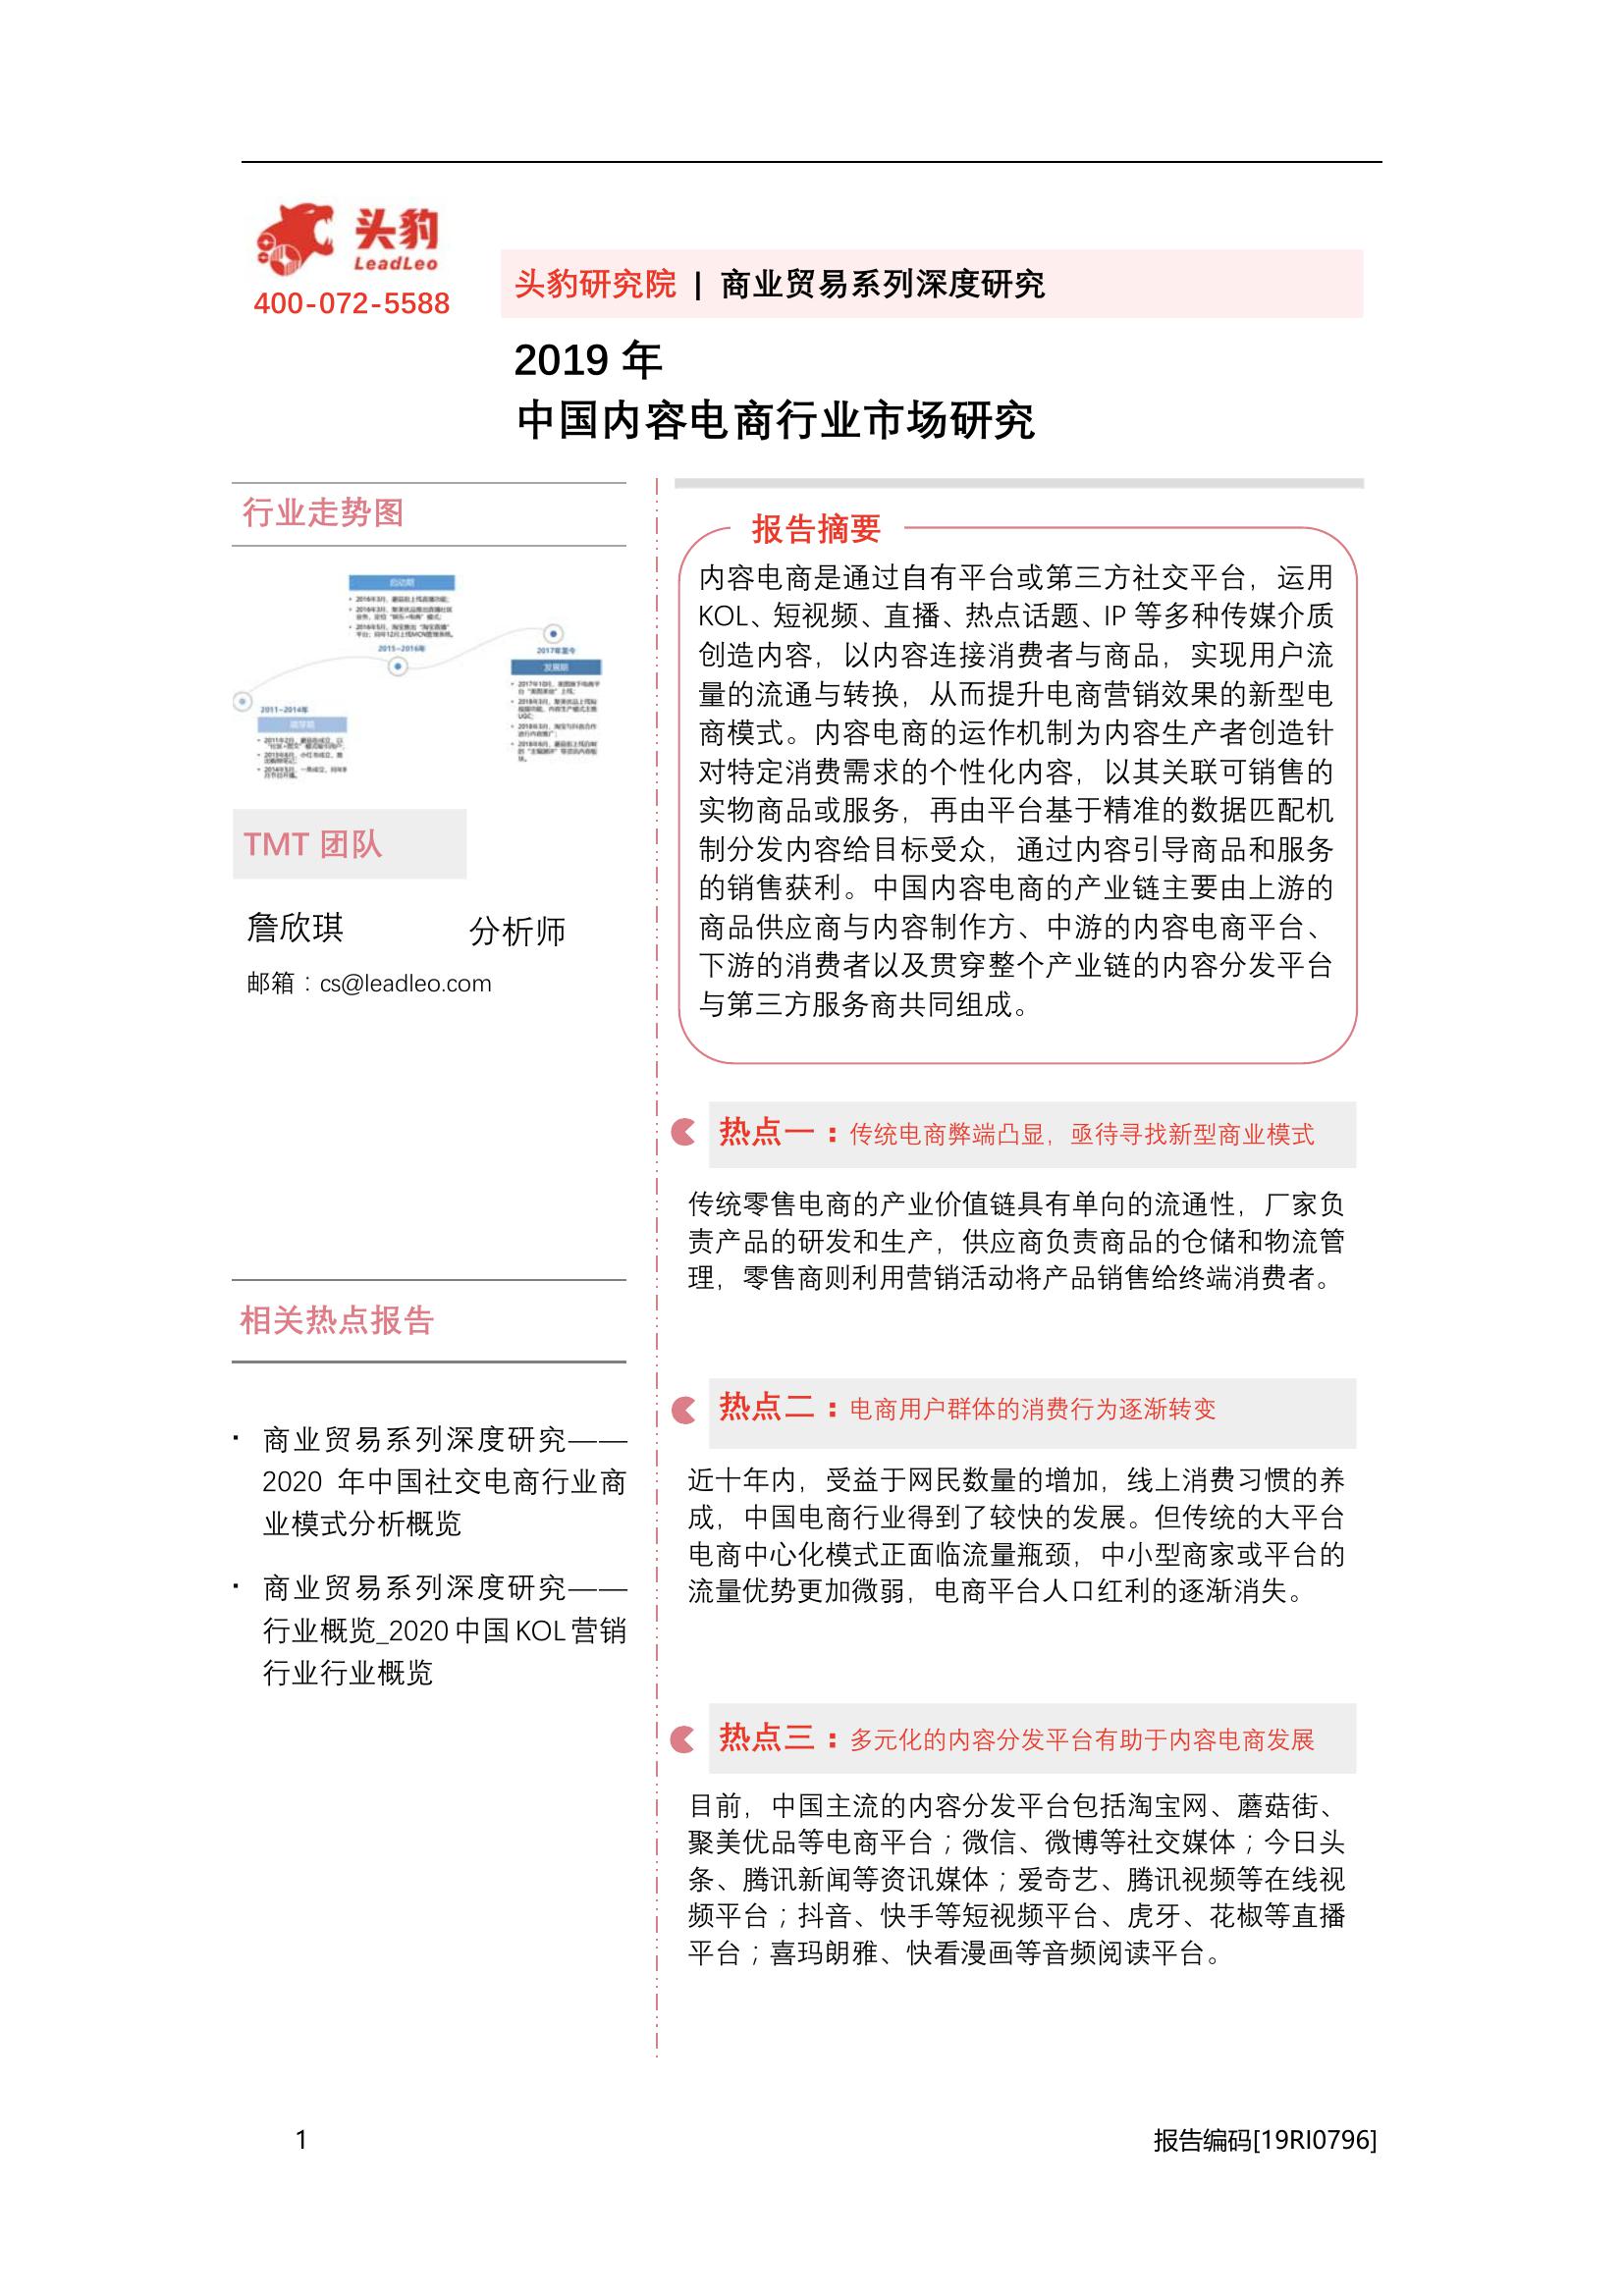 头豹
LeadLeo
400-072-5588
头豹研究院 | 商业贸易系列深度研究
2019 年
中国内容电商行业市场研究
行业走势图
启动期
2015-2016年
2017年至今
发展期
2011-2014年
TMT 团队
詹欣琪 分析师
邮箱：cs@leadleo.com
相关热点报告
· 商业贸易系列深度研究——
2020 年中国社交电商行业商
业模式分析概览
· 商业贸易系列深度研究——
行业概览_2020 中国 KOL 营销
行业行业概览
报告摘要
内容电商是通过自有平台或第三方社交平台，运用
KOL、短视频、直播、热点话题、IP 等多种传媒介质
创造内容，以内容连接消费者与商品，实现用户流
量的流通与转换，从而提升电商营销效果的新型电
商模式。内容电商的运作机制为内容生产者创造针
对特定消费需求的个性化内容，以其关联可销售的
实物商品或服务，再由平台基于精准的数据匹配机
制分发内容给目标受众，通过内容引导商品和服务
的销售获利。中国内容电商的产业链主要由上游的
商品供应商与内容制作方、中游的内容电商平台、
下游的消费者以及贯穿整个产业链的内容分发平台
与第三方服务商共同组成。
热点一：传统电商弊端凸显，亟待寻找新型商业模式
传统零售电商的产业价值链具有单向的流通性，厂家负
责产品的研发和生产，供应商负责商品的仓储和物流管
理，零售商则利用营销活动将产品销售给终端消费者。
热点二：电商用户群体的消费行为逐渐转变
近十年内，受益于网民数量的增加，线上消费习惯的养
成，中国电商行业得到了较快的发展。但传统的大平台
电商中心化模式正面临流量瓶颈，中小型商家或平台的
流量优势更加微弱，电商平台人口红利的逐渐消失。
热点三：多元化的内容分发平台有助于内容电商发展
目前，中国主流的内容分发平台包括淘宝网、蘑菇街、
聚美优品等电商平台；微信、微博等社交媒体；今日头
条、腾讯新闻等资讯媒体；爱奇艺、腾讯视频等在线视
频平台；抖音、快手等短视频平台、虎牙、花椒等直播
平台；喜玛朗雅、快看漫画等音频阅读平台。
1
报告编码[19RI0796]